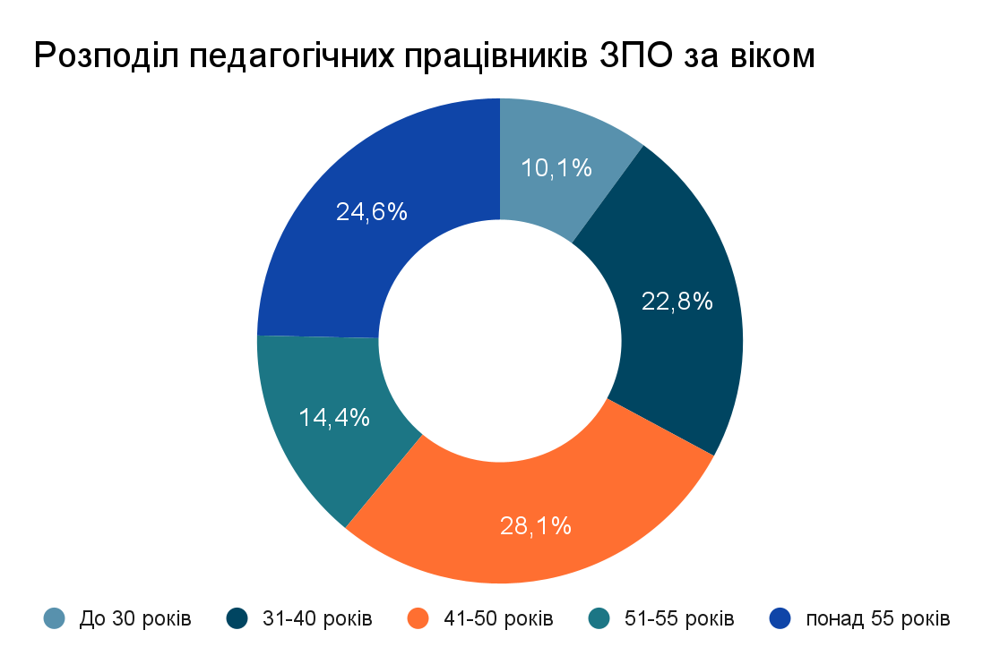 Розподіл педагогічних працівників ЗПО за віком
10,1%
24,6%
22,8%
14,4%
28,1%
До 30 років
31-40 років
41-50 років
51-55 років
понад 55 років